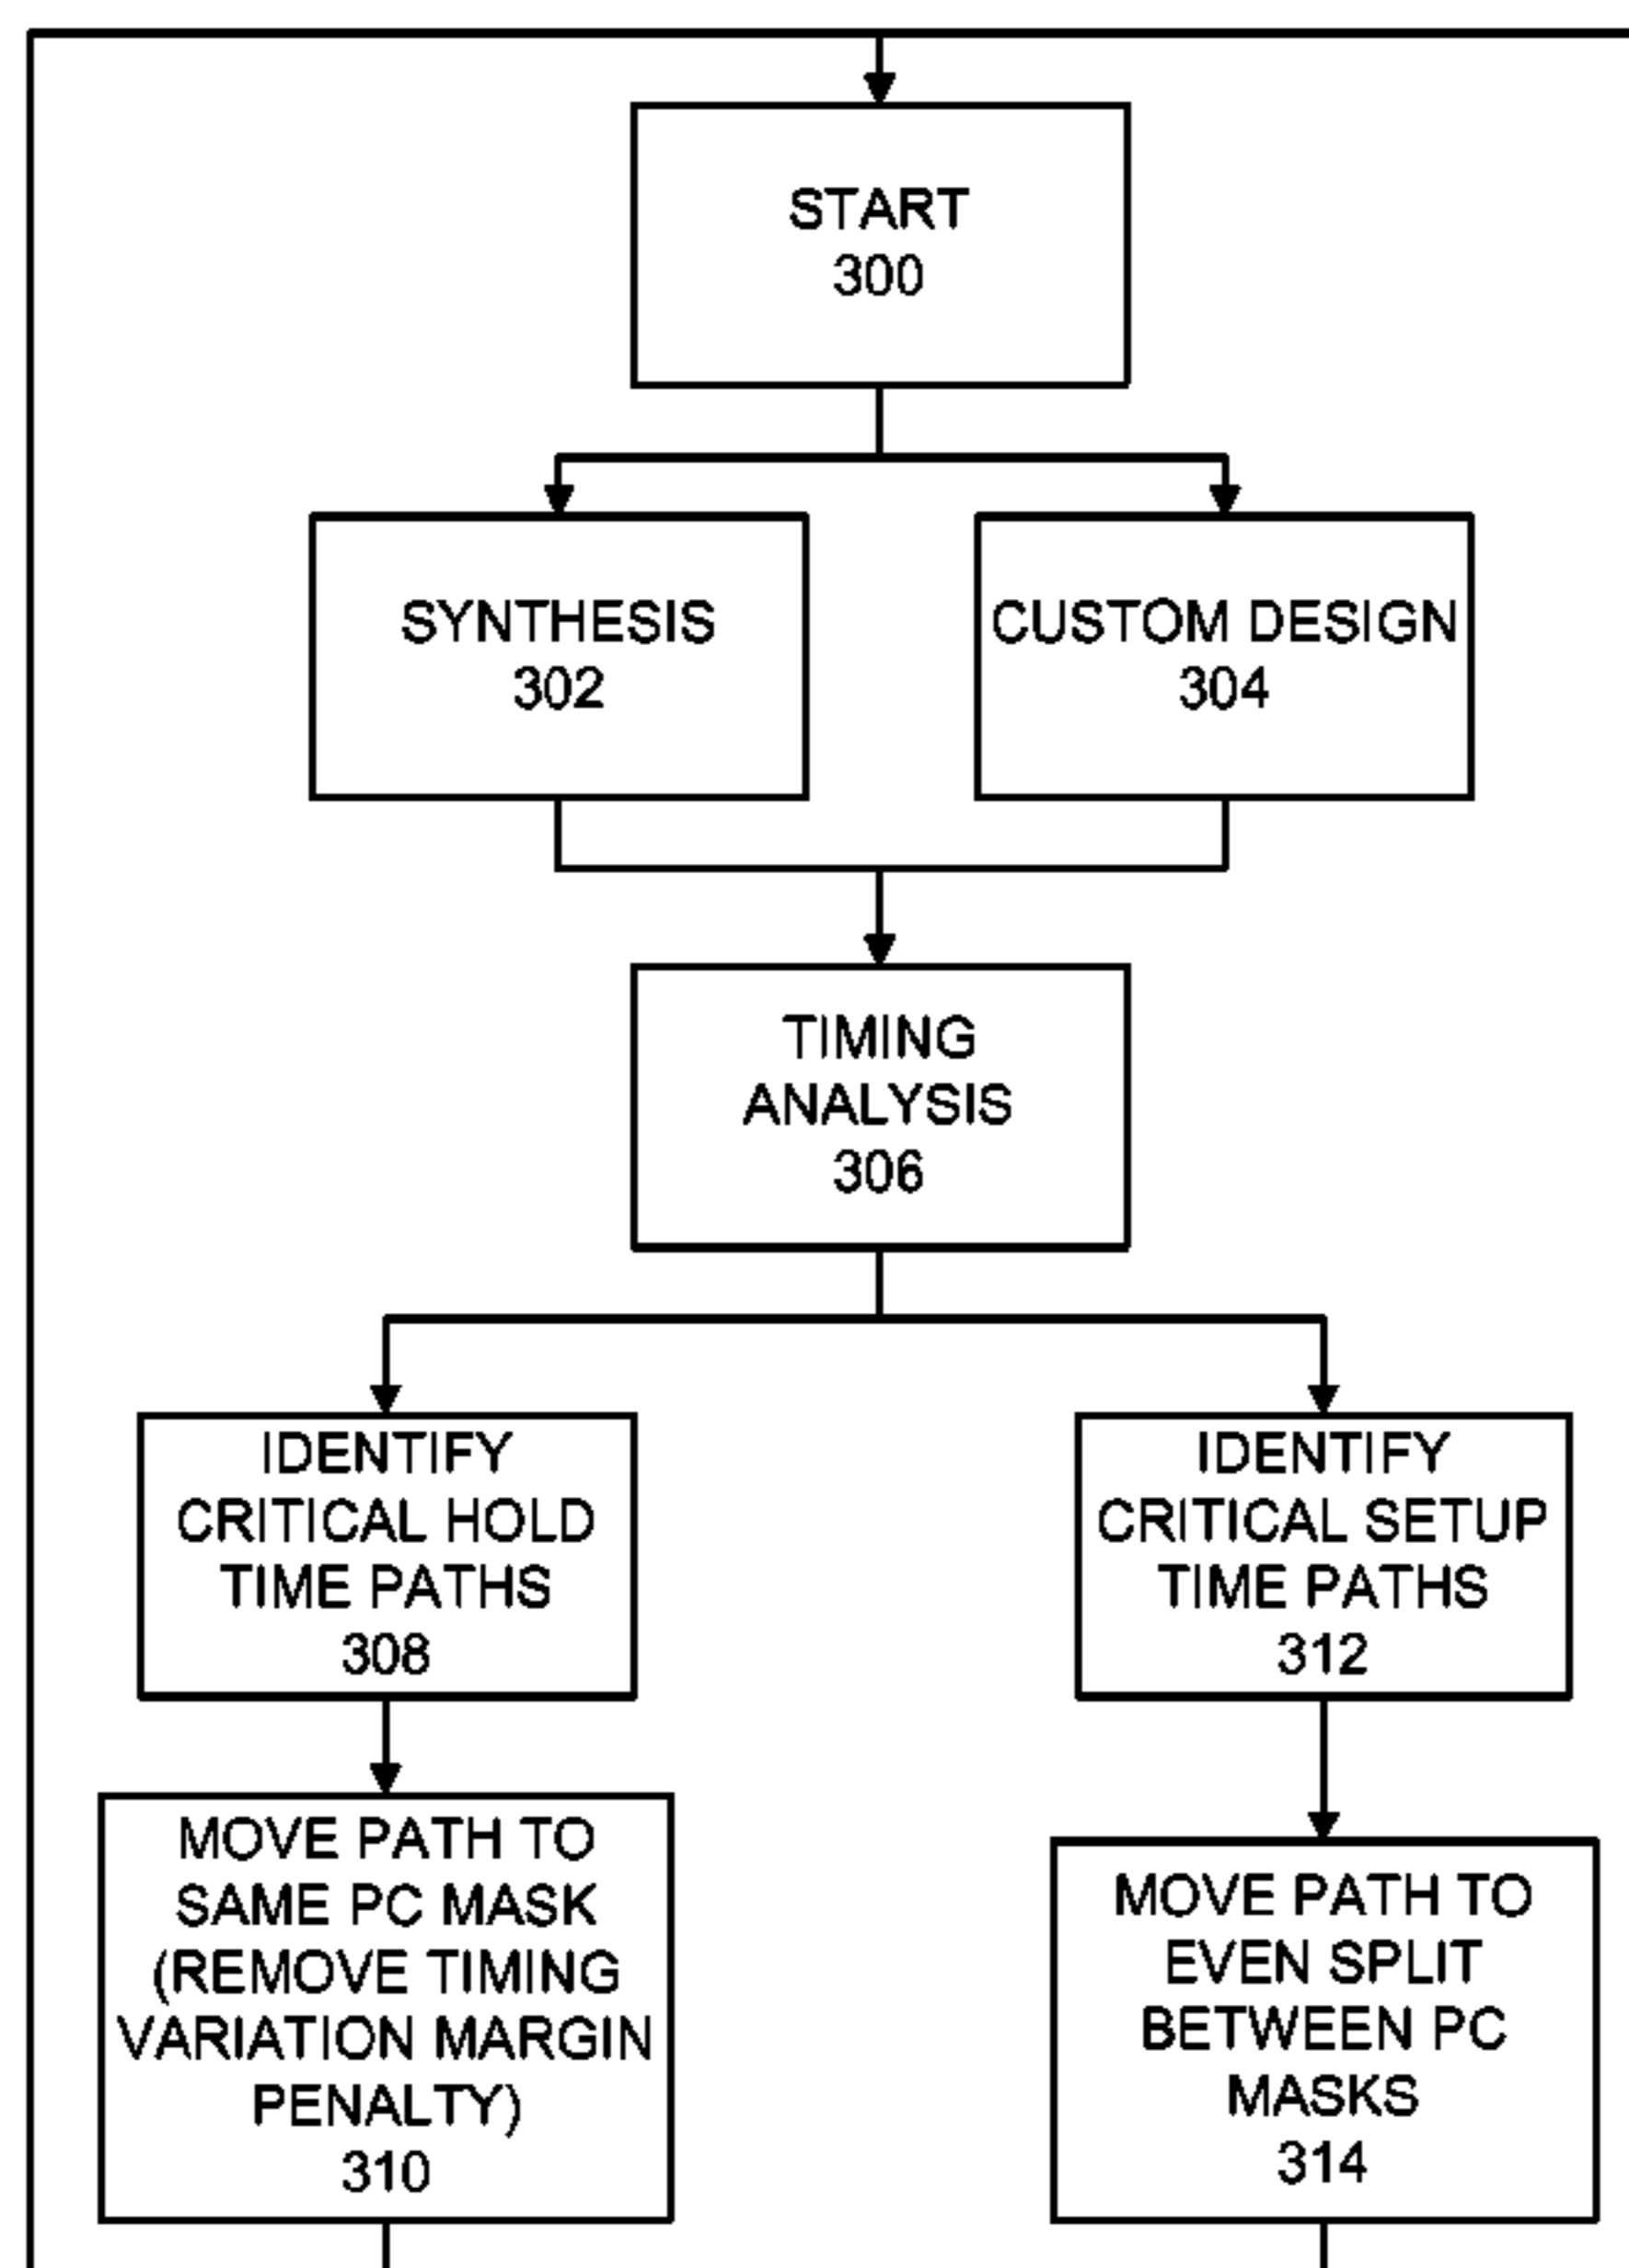 START
300
SYNTHESIS
302
CUSTOM DESIGN
304
TIMING
ANALYSIS
306
IDENTIFY
CRITICAL HOLD
TIME PATHS
308
IDENTIFY
CRITICAL SETUP
TIME PATHS
312
MOVE PATH TO
SAME PC MASK
(REMOVE TIMING
VARIATION MARGIN
PENALTY)
310
MOVE PATH TO
EVEN SPLIT
BETWEEN PC
MASKS
314